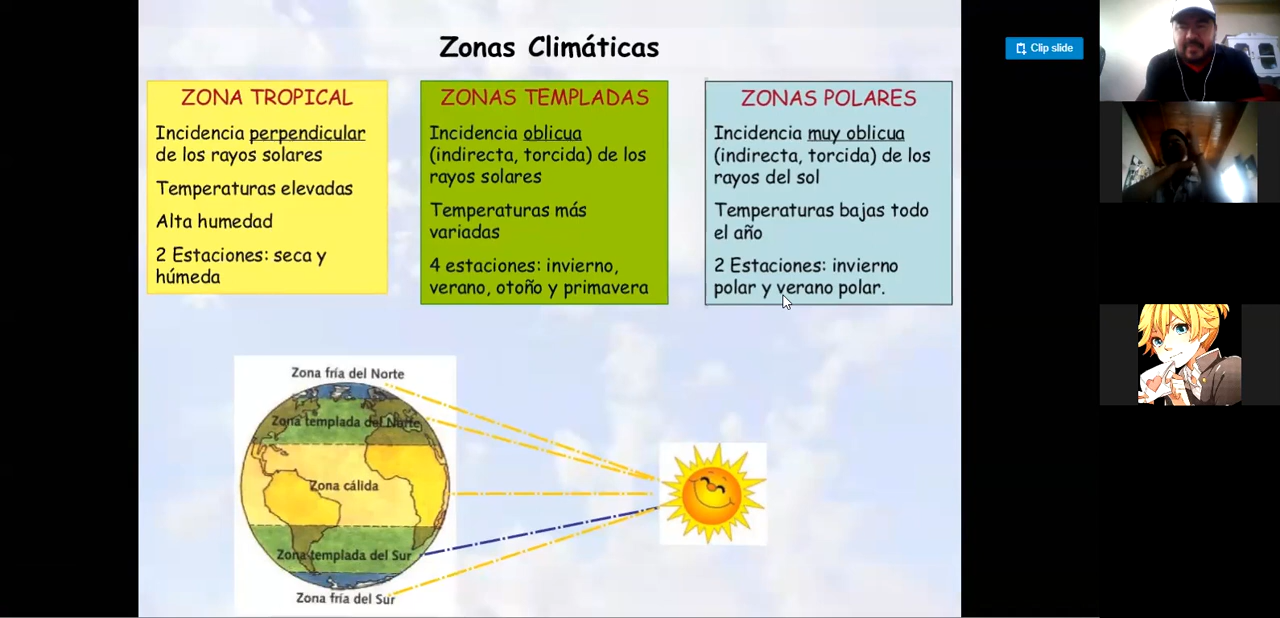 Zonas Climáticas
Clip slide
ZONA TROPICAL
Incidencia perpendicular
de los rayos solares
Temperaturas elevadas
Alta humedad
2 Estaciones: seca y
húmeda
ZONAS TEMPLADAS
Incidencia oblicua
(indirecta, torcida) de los
rayos solares
Temperaturas más
variadas
4 estaciones: invierno,
verano, otoño y primavera
ZONAS POLARES
Incidencia muy oblicua
(indirecta, torcida) de los
rayos del sol
Temperaturas bajas todo
el año
2 Estaciones: invierno
polar y verano polar.
Zona fría del Norte
Zona templada del Norte
Zona cálida
Zona templada del Sur
Zona fría del Sur